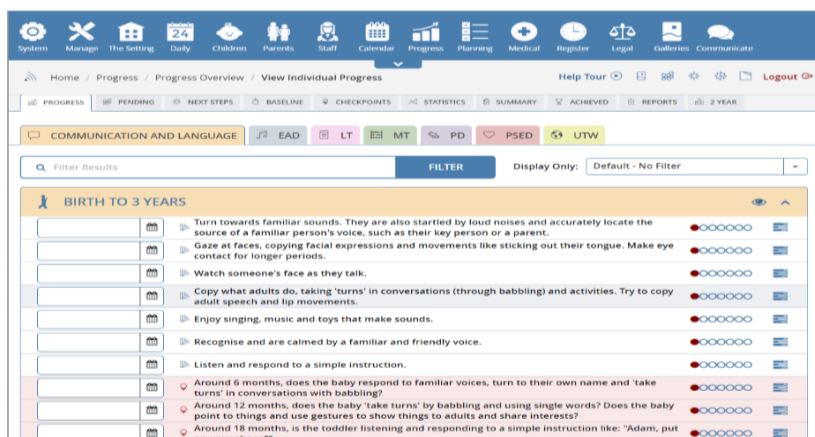 System Manage The Setting Daily Children Parents Staff Calendar Progress Planning Medical Register Legal Galleries Communicate
24
Home / Progress / Progress Overview / View Individual Progress
Help Tour
Logout
PROGRESS PENDING NEXT STEPS BASELINE CHECKPOINTS STATISTICS SUMMARY ACHIEVED REPORTS 2 YEAR
COMMUNICATION AND LANGUAGE EAD LT MT PD PSED UTW
Filter Results FILTER Display Only: Default - No Filter
BIRTH TO 3 YEARS
Turn towards familiar sounds. They are also startled by loud noises and accurately locate the
source of a familiar person's voice, such as their key person or a parent.
Gaze at faces, copying facial expressions and movements like sticking out their tongue. Make eye
contact for longer periods.
Watch someone's face as they talk.
Copy what adults do, taking 'turns' in conversations (through babbling) and activities. Try to copy
adult speech and lip movements.
Enjoy singing, music and toys that make sounds.
Recognise and are calmed by a familiar and friendly voice.
Listen and respond to a simple instruction.
Around 6 months, does the baby respond to familiar voices, turn to their own name and 'take
turns' in conversations with babbling?
Around 12 months, does the baby 'take turns' by babbling and using single words? Does the baby
point to things and use gestures to show things to adults and share interests?
Around 18 months, is the toddler listening and responding to a simple instruction like: "Adam, put